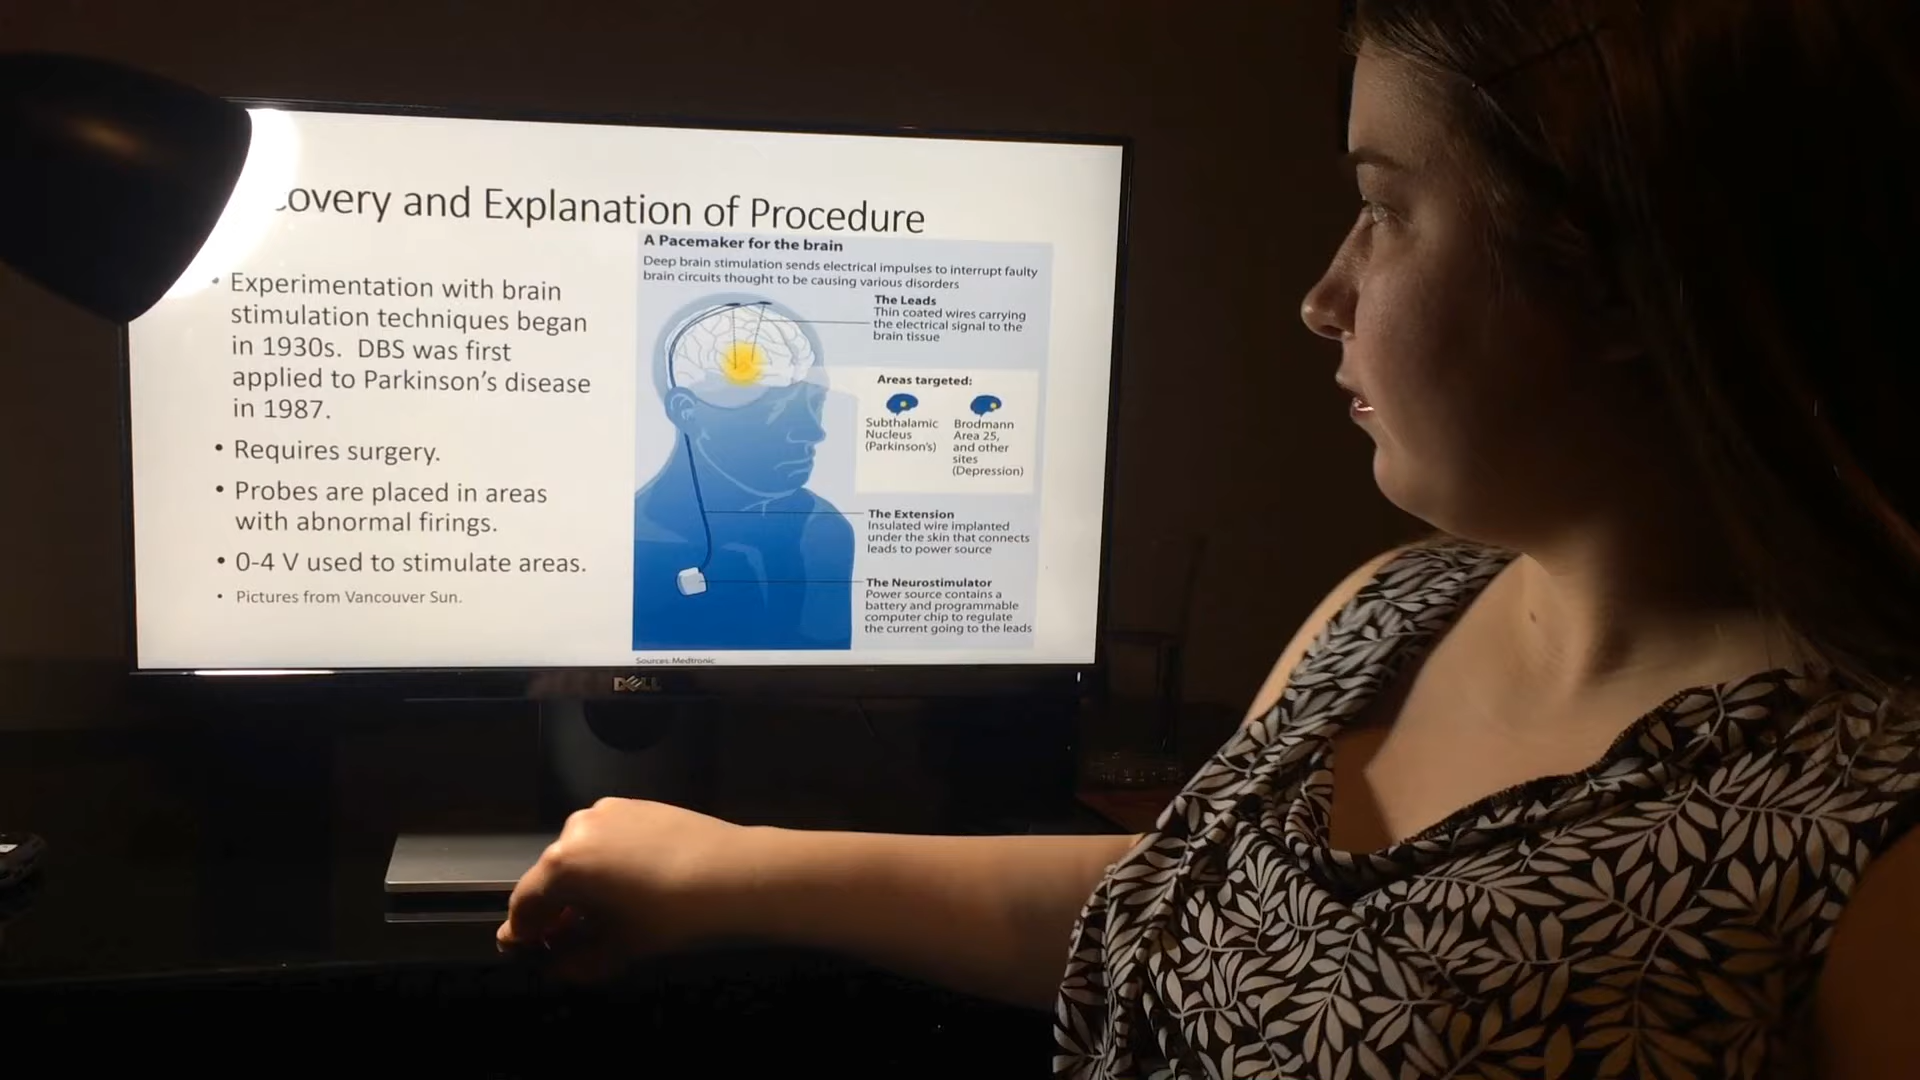 covery and Explanation of Procedure
• Experimentation with brain
stimulation techniques began
in 1930s.  DBS was first
applied to Parkinson's disease
in 1987.
• Requires surgery.
• Probes are placed in areas
with abnormal firings.
• 0-4 V used to stimulate areas.
• Pictures from Vancouver Sun.
A Pacemaker for the brain
Deep brain stimulation sends electrical impulses to interrupt faulty
brain circuits thought to be causing various disorders
The Leads
Thin coated wires carrying
the electrical signal to the
brain tissue
Areas targeted:
Subthalamic
Nucleus
(Parkinson's)
Brodmann
Area 25,
and other
sites
(Depression)
The Extension
Insulated wire implanted
under the skin that connects
leads to power source
The Neurostimulator
Power source contains a
battery and programmable
computer chip to regulate
the current going to the leads
Sources: Medtronic
DELL